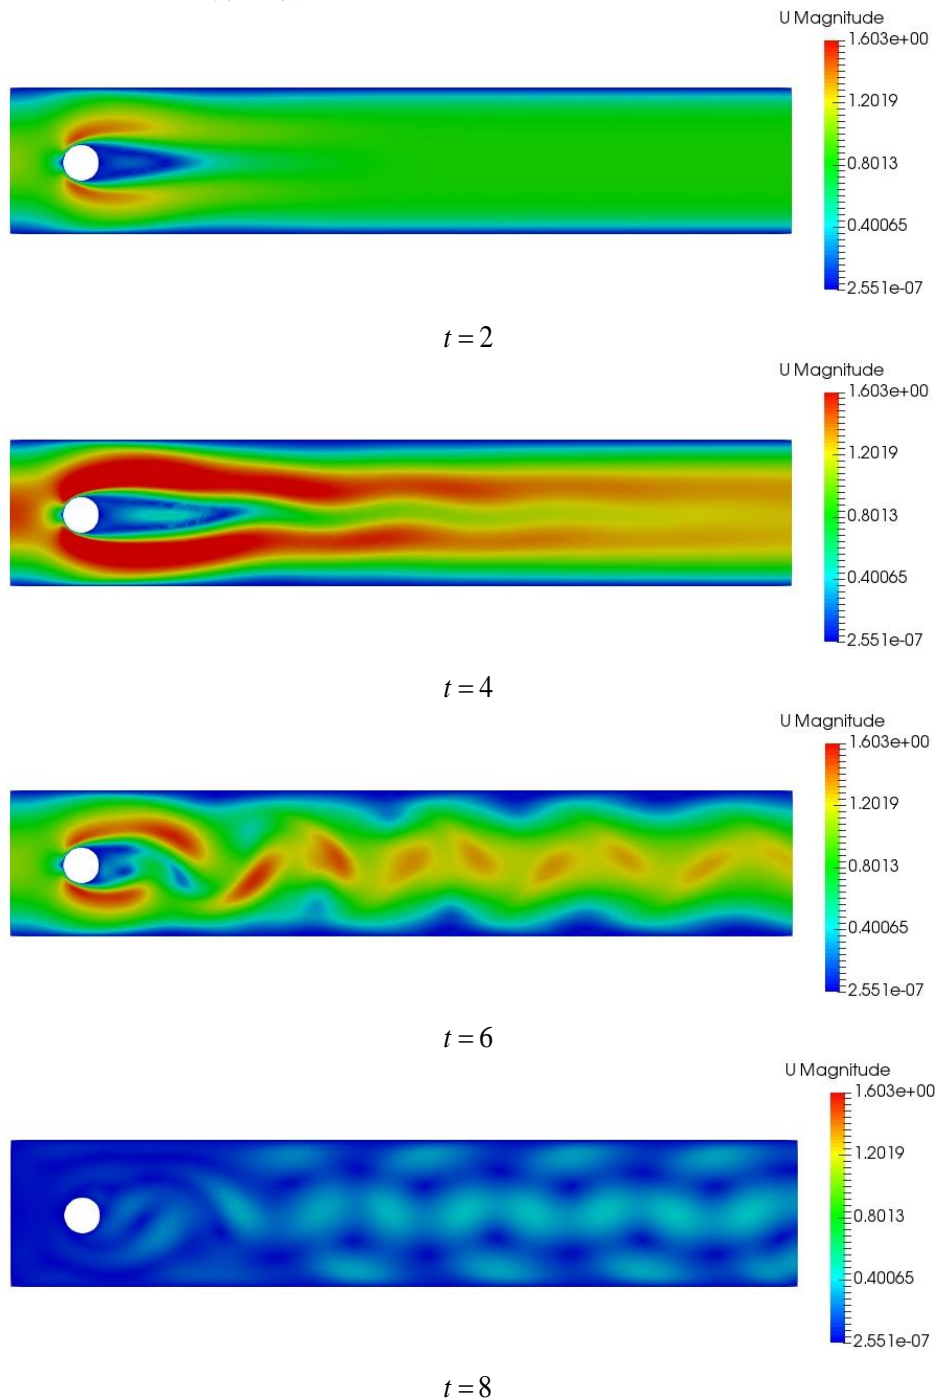 U Magnitude
1.603e+00
1.2019
0.8013
0.40065
2.551e-07
t = 2
U Magnitude
1.603e+00
1.2019
0.8013
0.40065
2.551e-07
t = 4
U Magnitude
1.603e+00
1.2019
0.8013
0.40065
2.551e-07
t = 6
U Magnitude
1.603e+00
1.2019
0.8013
0.40065
2.551e-07
t = 8